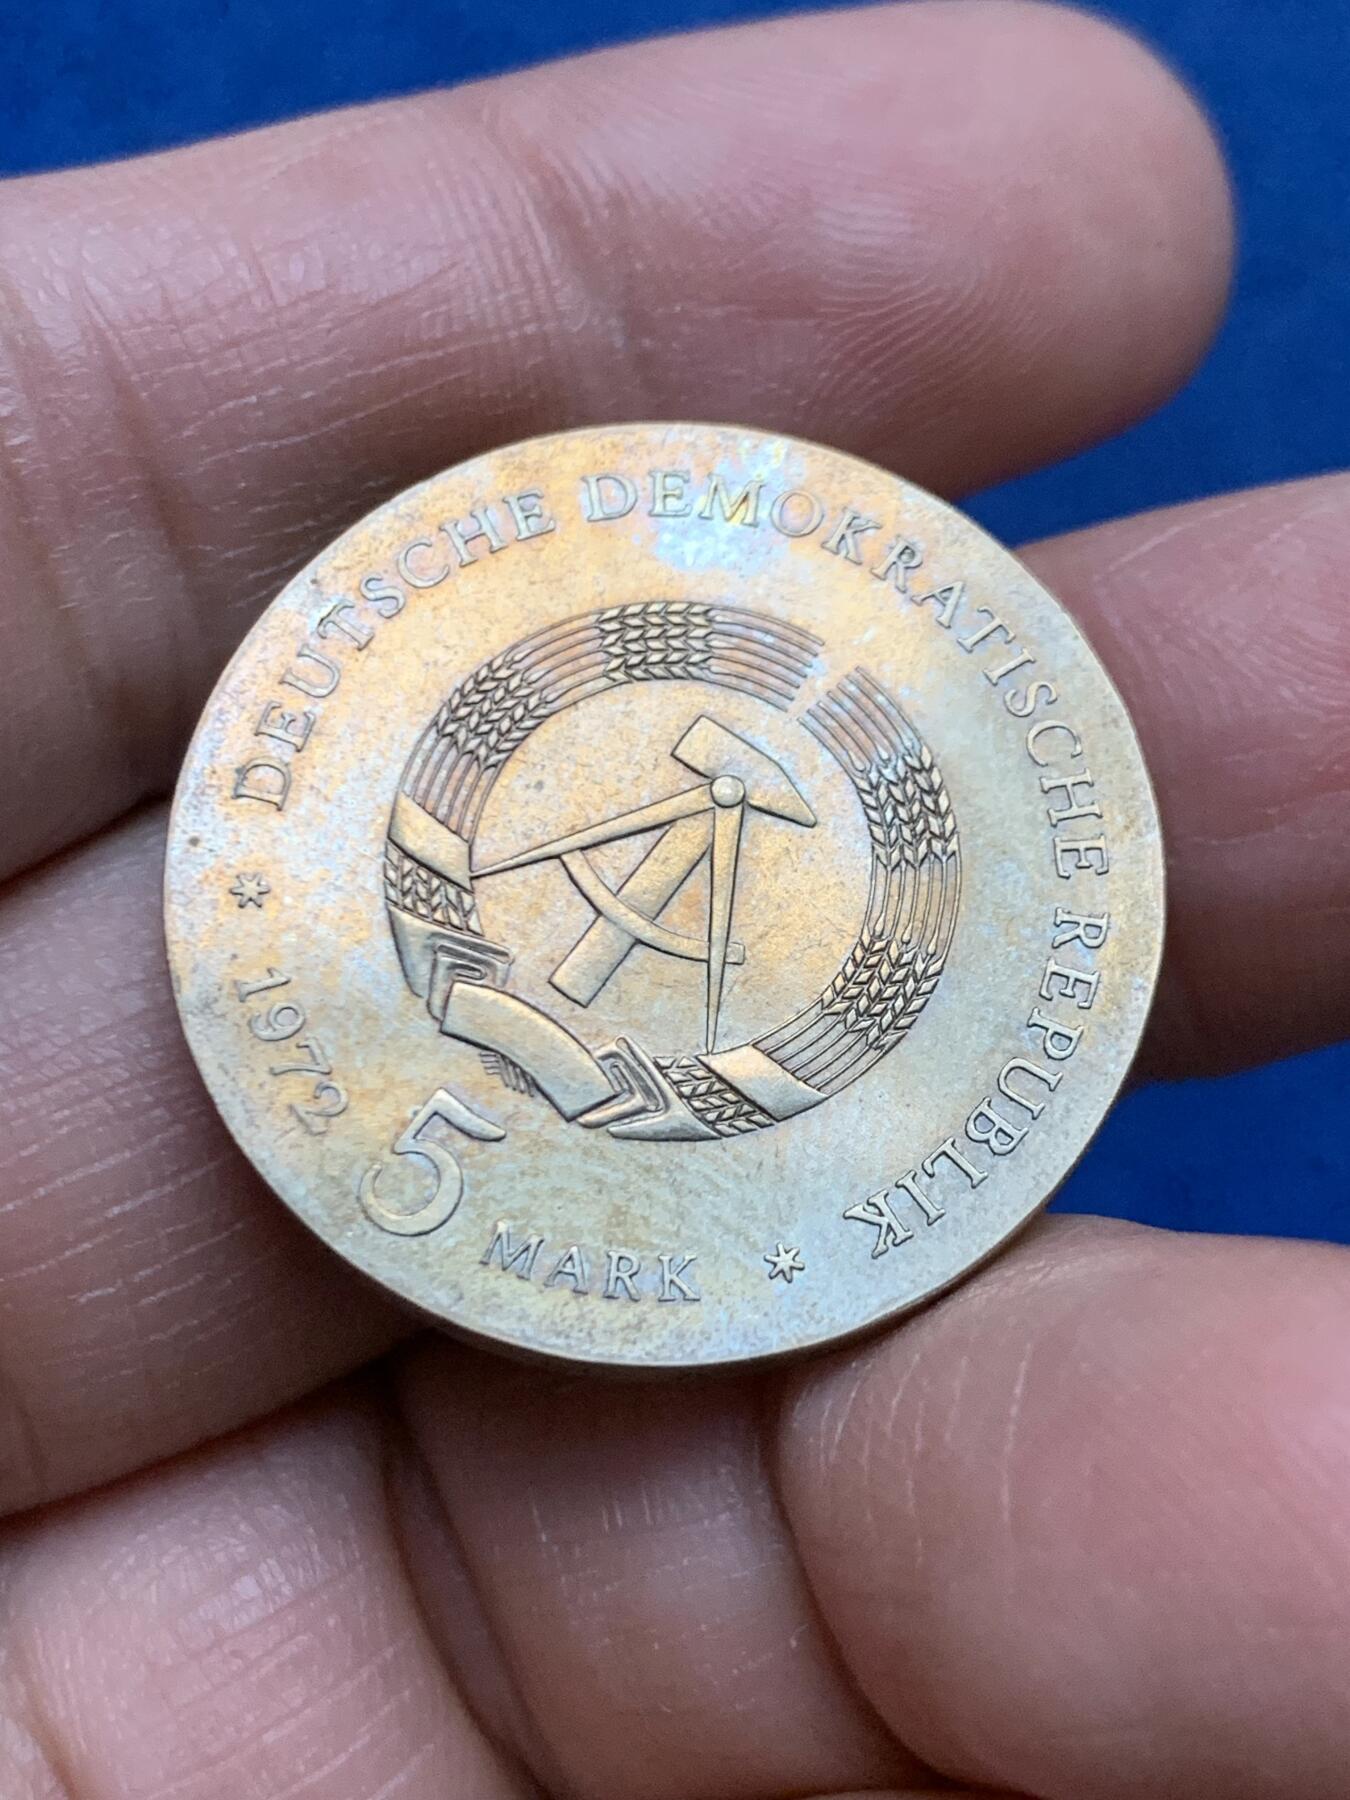 DEUTSCHE DEMOKRATISCHE REPUBLIK
* 1972
5
MARK *